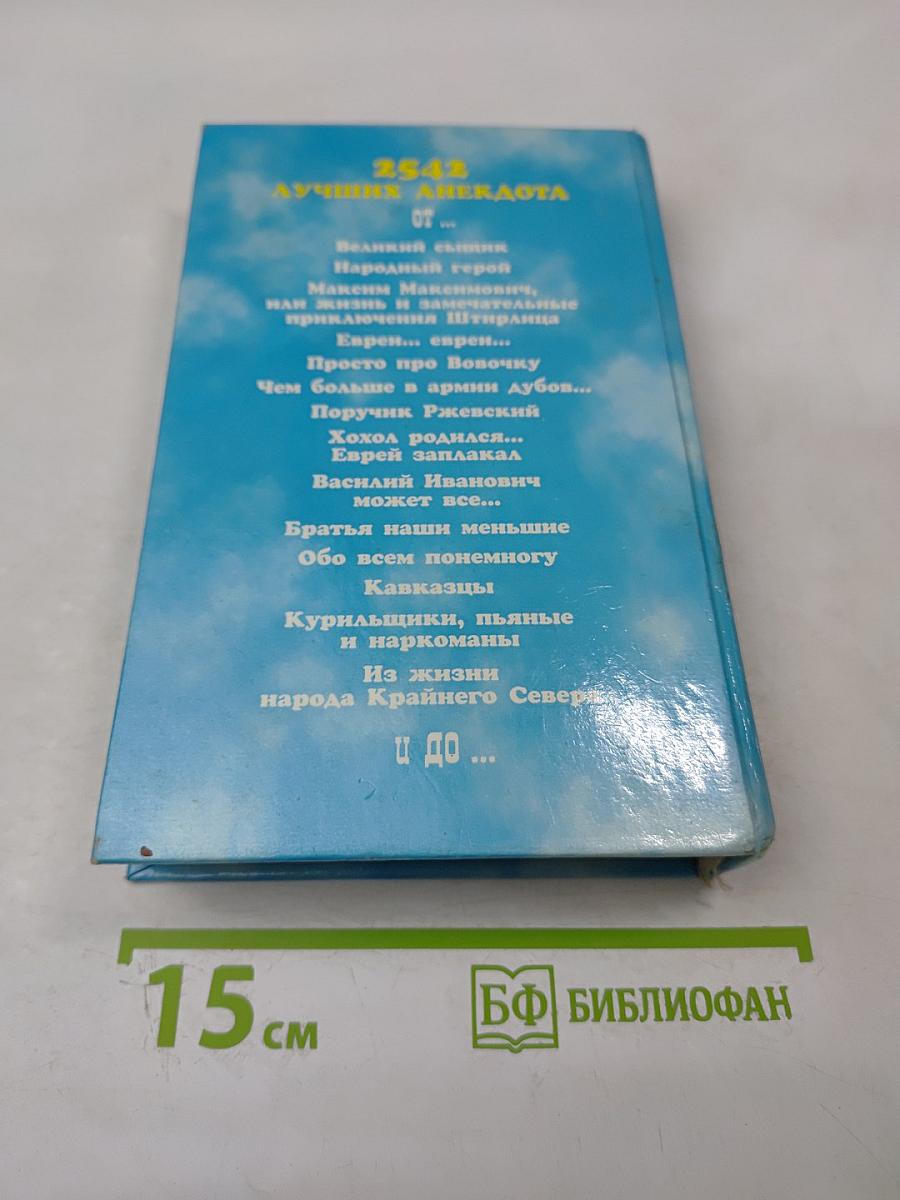 2542
ЛУЧШИХ АНЕКДОТА
ОТ ...
Великий сыщик
Народный герой
Максим Максимович,
или жизнь и замечательные
приключения Штирлица
Евреи... евреи...
Просто про Вовочку
Чем больше в армии дубов...
Поручик Ржевский
Хохол родился...
Еврей заплакал
Василий Иванович
может все...
Братья наши меньшие
Обо всем понемногу
Кавказцы
Курильщики, пьяные
и наркоманы
Из жизни
народа Крайнего Севера
и ДО ...
15 см
БФ БИБЛИОФАН